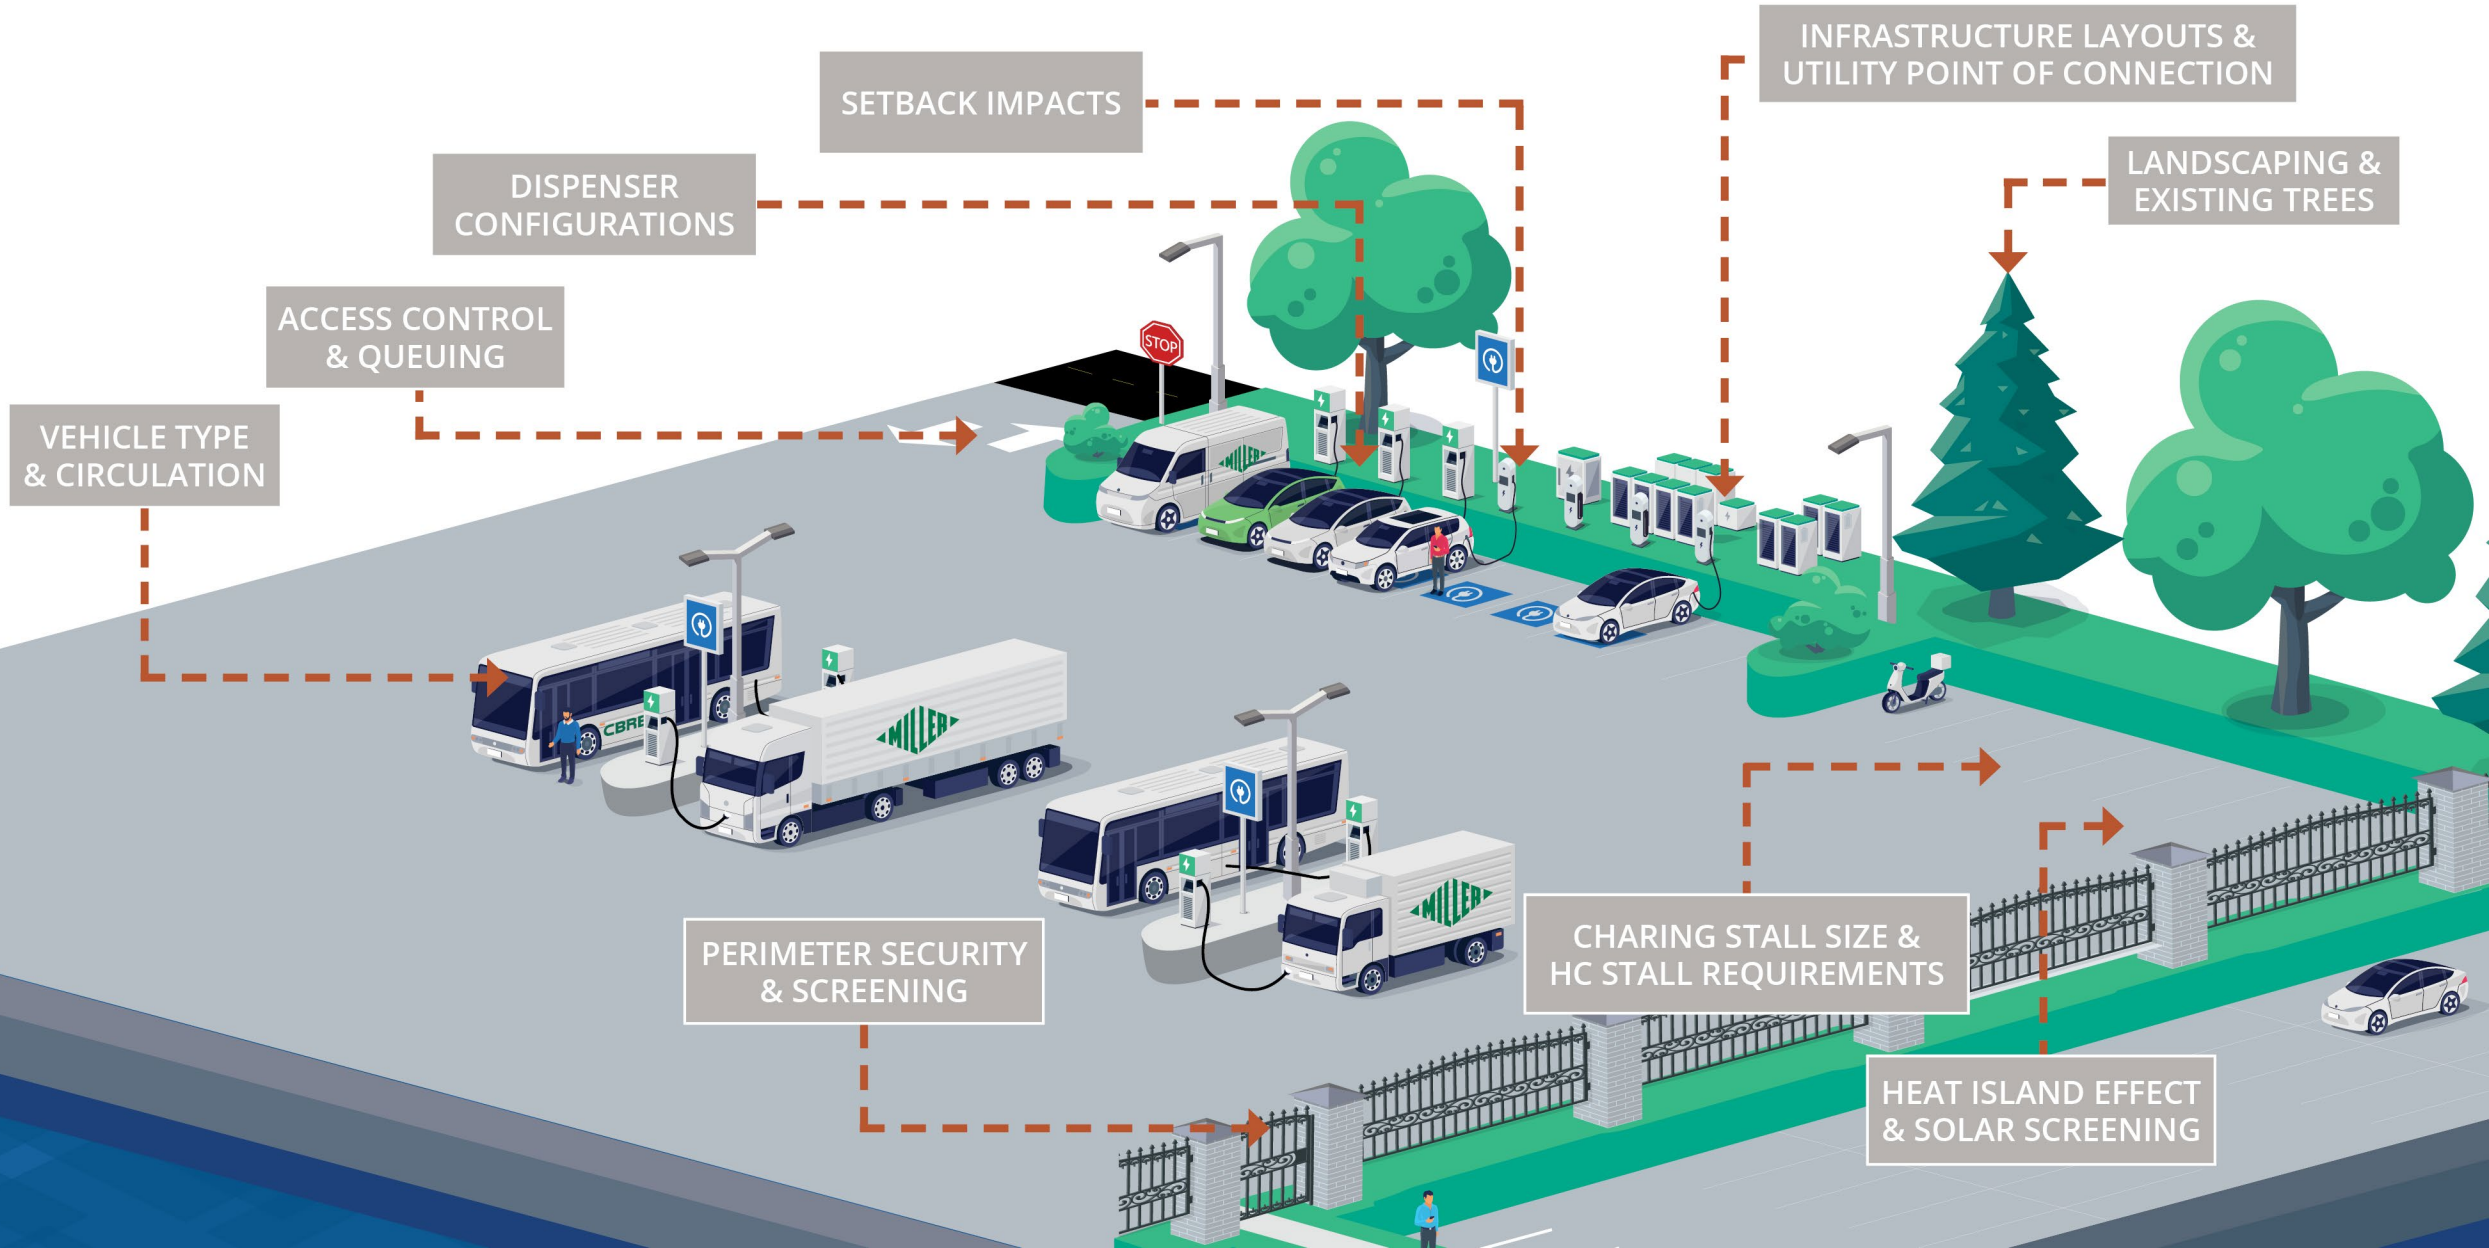 INFRASTRUCTURE LAYOUTS &
UTILITY POINT OF CONNECTION
SETBACK IMPACTS
LANDSCAPING &
EXISTING TREES
DISPENSER
CONFIGURATIONS
ACCESS CONTROL
& QUEUING
STOP
VEHICLE TYPE
& CIRCULATION
MILLER
CBRE
MILLER
MILLER
PERIMETER SECURITY
& SCREENING
CHARING STALL SIZE &
HC STALL REQUIREMENTS
HEAT ISLAND EFFECT
& SOLAR SCREENING